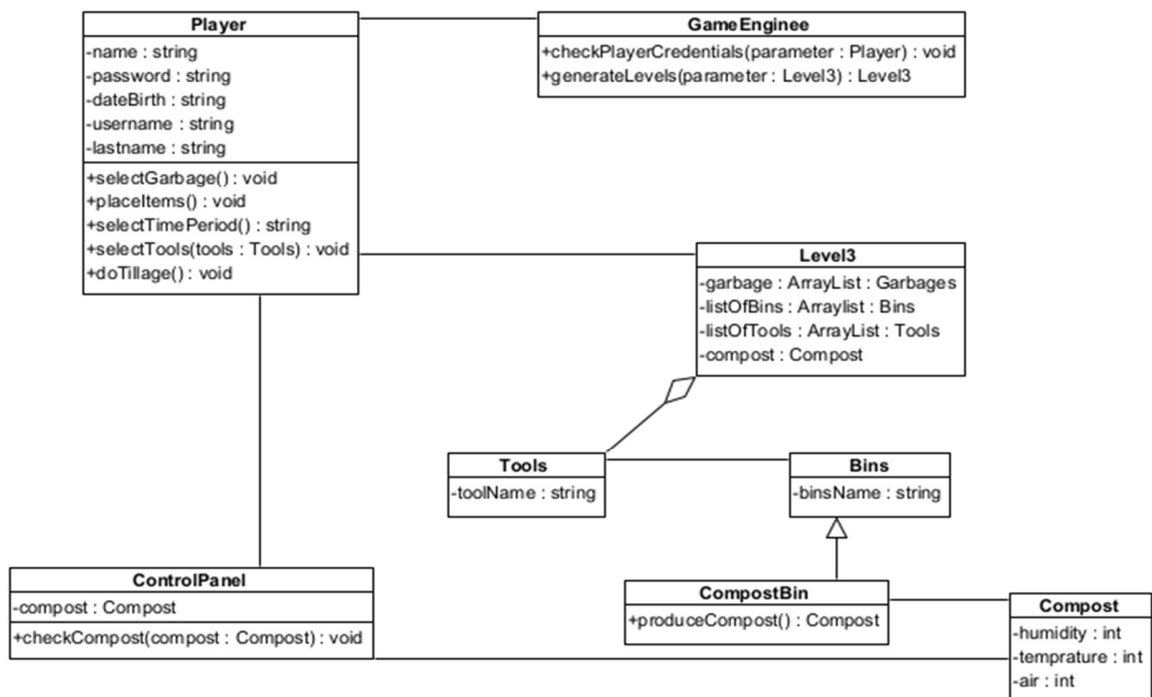 Player
-name : string
-password : string
-dateBirth : string
-username : string
-lastname : string
+selectGarbage() : void
+placeItems() : void
+selectTimePeriod() : string
+selectTools(tools : Tools) : void
+doTillage() : void
GameEnginee
+checkPlayerCredentials(parameter : Player) : void
+generateLevels(parameter : Level3) : Level3
Level3
-garbage : ArrayList : Garbages
-listOfBins : Arraylist : Bins
-listOfTools : ArrayList : Tools
-compost : Compost
Tools
-toolName : string
Bins
-binsName : string
ControlPanel
-compost : Compost
+checkCompost(compost : Compost) : void
CompostBin
+produceCompost() : Compost
Compost
-humidity : int
-temprature : int
-air : int